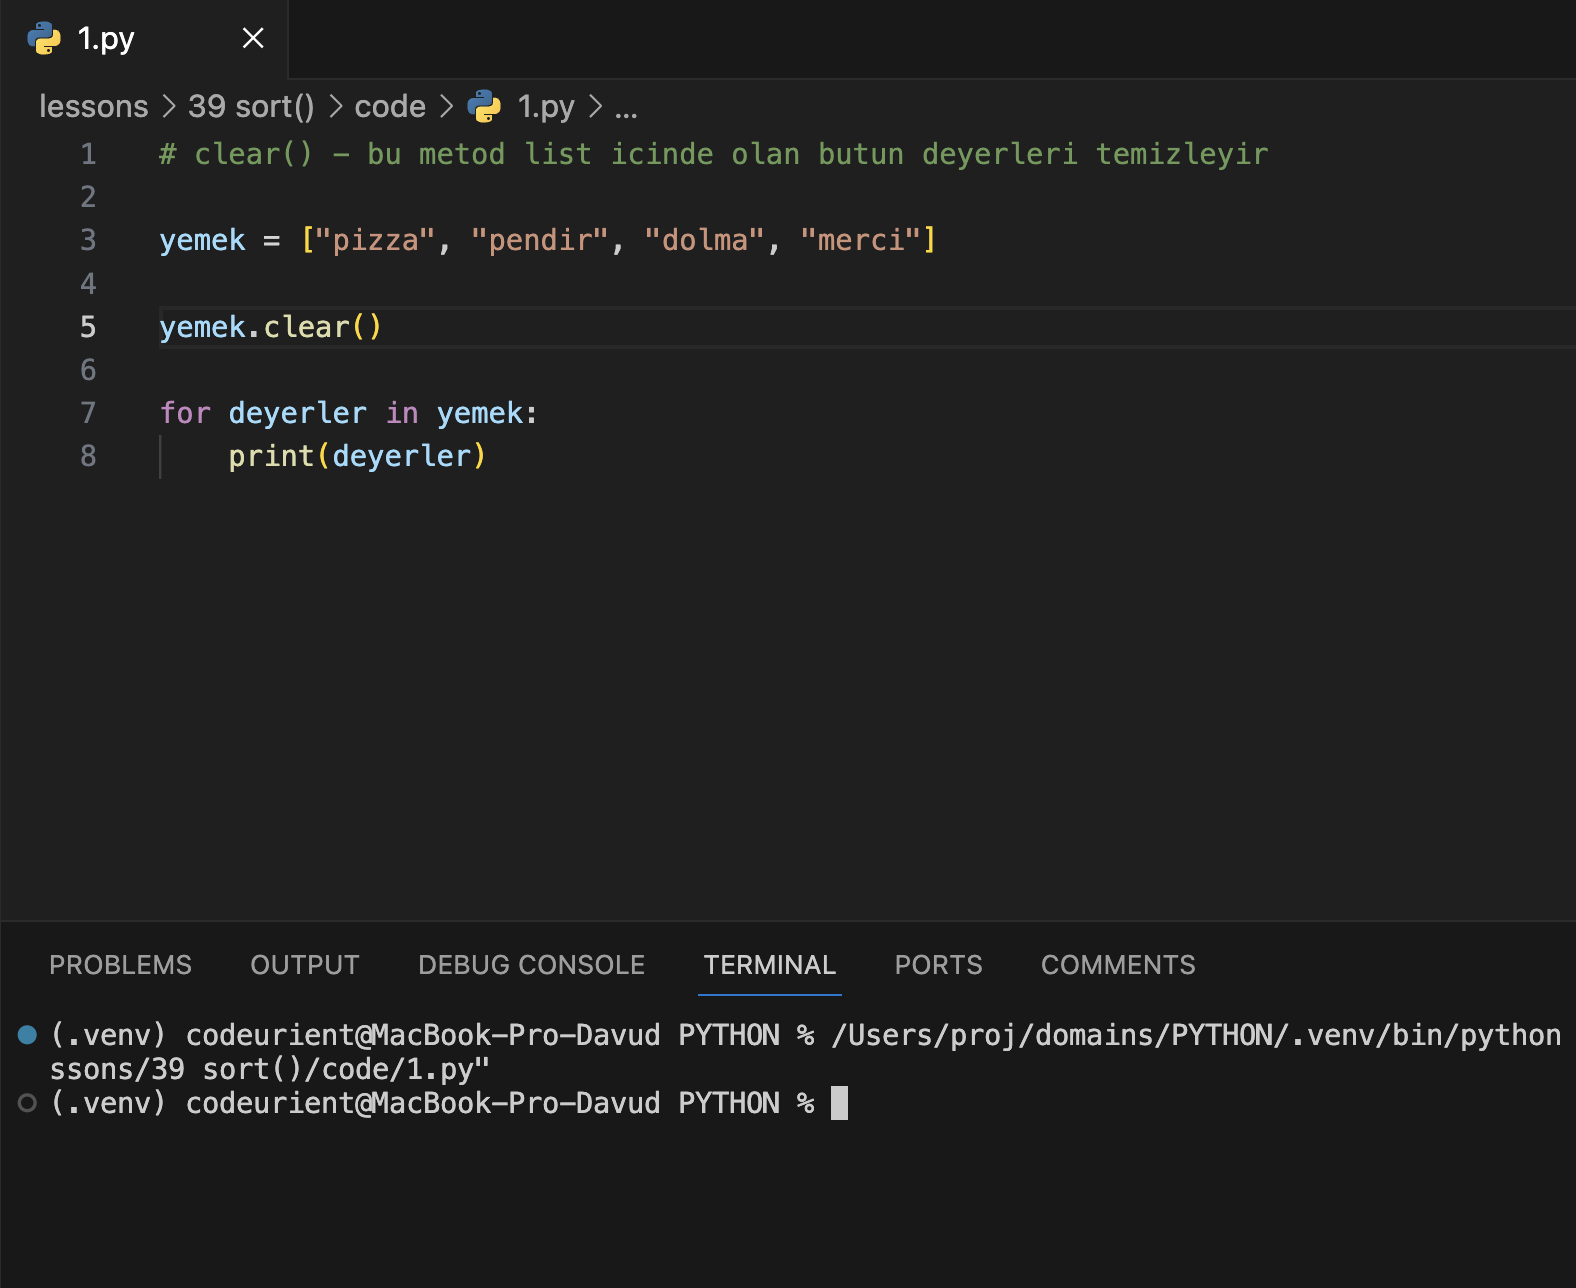 1.py
lessons > 39 sort() > code > 1.py > ...
1 # clear() - bu metod list icinde olan butun deyerleri temizleyir
2
3 yemek = ["pizza", "pendir", "dolma", "merci"]
4
5 yemek.clear()
6
7 for deyerler in yemek:
8     print(deyerler)
PROBLEMS OUTPUT DEBUG CONSOLE TERMINAL PORTS COMMENTS
(.venv) codeurient@MacBook-Pro-Davud PYTHON % /Users/proj/domains/PYTHON/.venv/bin/python
ssons/39 sort()/code/1.py"
(.venv) codeurient@MacBook-Pro-Davud PYTHON %